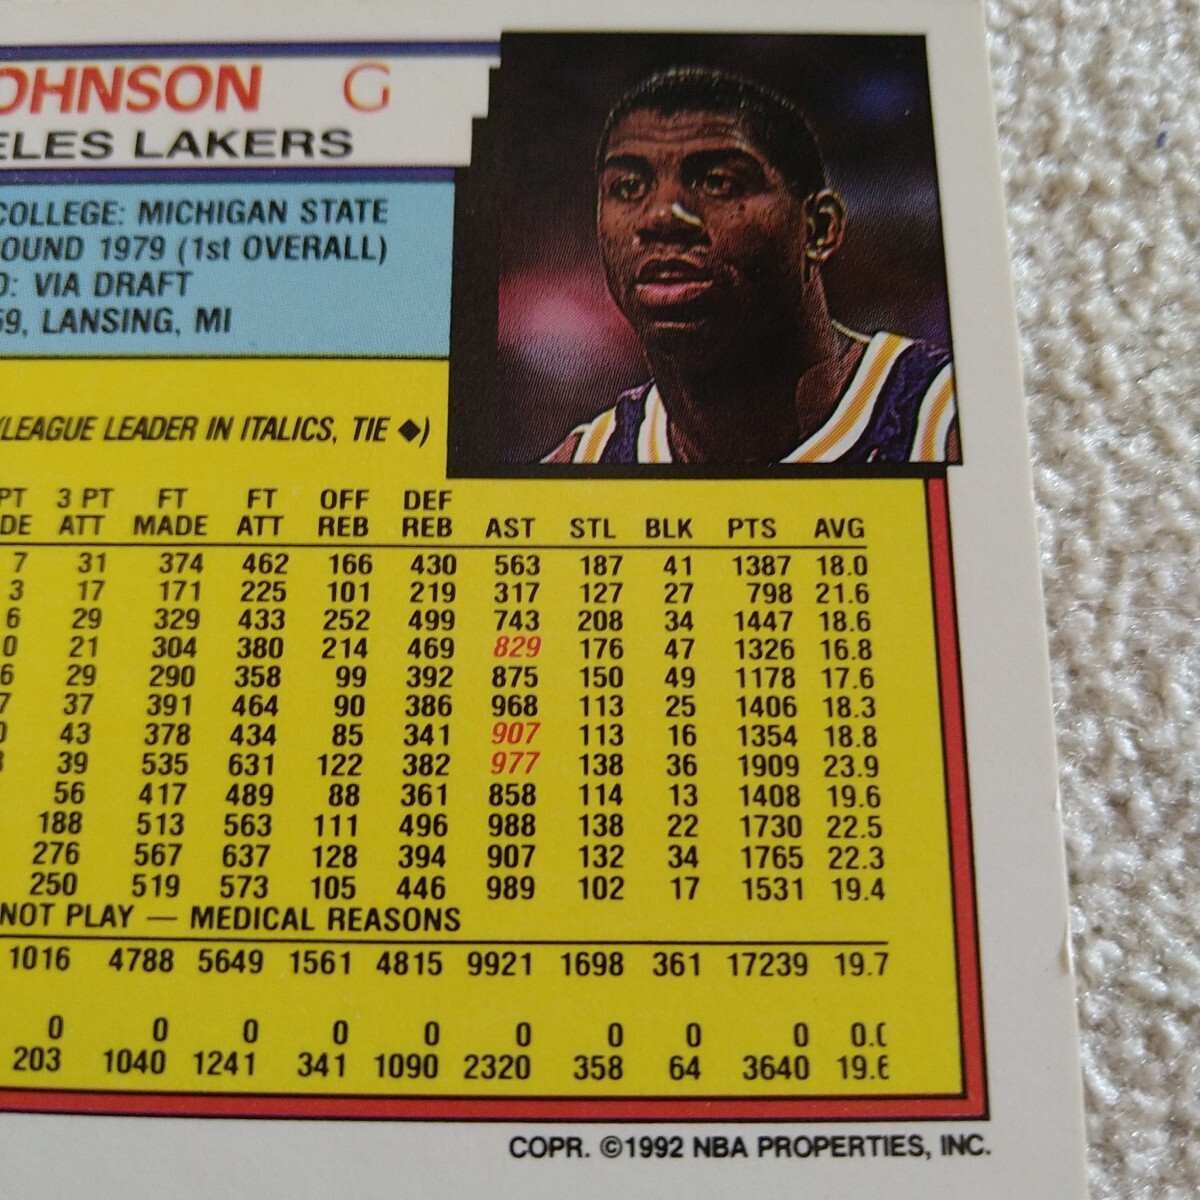 OHNSON G
ELES LAKERS
COLLEGE: MICHIGAN STATE
OUND 1979 (1st OVERALL)
D: VIA DRAFT
59, LANSING, MI
(LEAGUE LEADER IN ITALICS, TIE ◆)
PT 3 PT FT FT OFF DEF
DE ATT MADE ATT REB REB AST STL BLK PTS AVG
7 31 374 462 166 430 563 187 41 1387 18.0
3 17 171 225 101 219 317 127 27 798 21.6
6 29 329 433 252 499 743 208 34 1447 18.6
0 21 304 380 214 469 829 176 47 1326 16.8
6 29 290 358 99 392 875 150 49 1178 17.6
7 37 391 464 90 386 968 113 25 1406 18.3
0 43 378 434 85 341 907 113 16 1354 18.8
39 535 631 122 382 977 138 36 1909 23.9
56 417 489 88 361 858 114 13 1408 19.6
188 513 563 111 496 988 138 22 1730 22.5
276 567 637 128 394 907 132 34 1765 22.3
250 519 573 105 446 989 102 17 1531 19.4
NOT PLAY — MEDICAL REASONS
1016 4788 5649 1561 4815 9921 1698 361 17239 19.7
0 0 0 0 0 0 0 0 0 0.0
203 1040 1241 341 1090 2320 358 64 3640 19.6
COPR. ©1992 NBA PROPERTIES, INC.